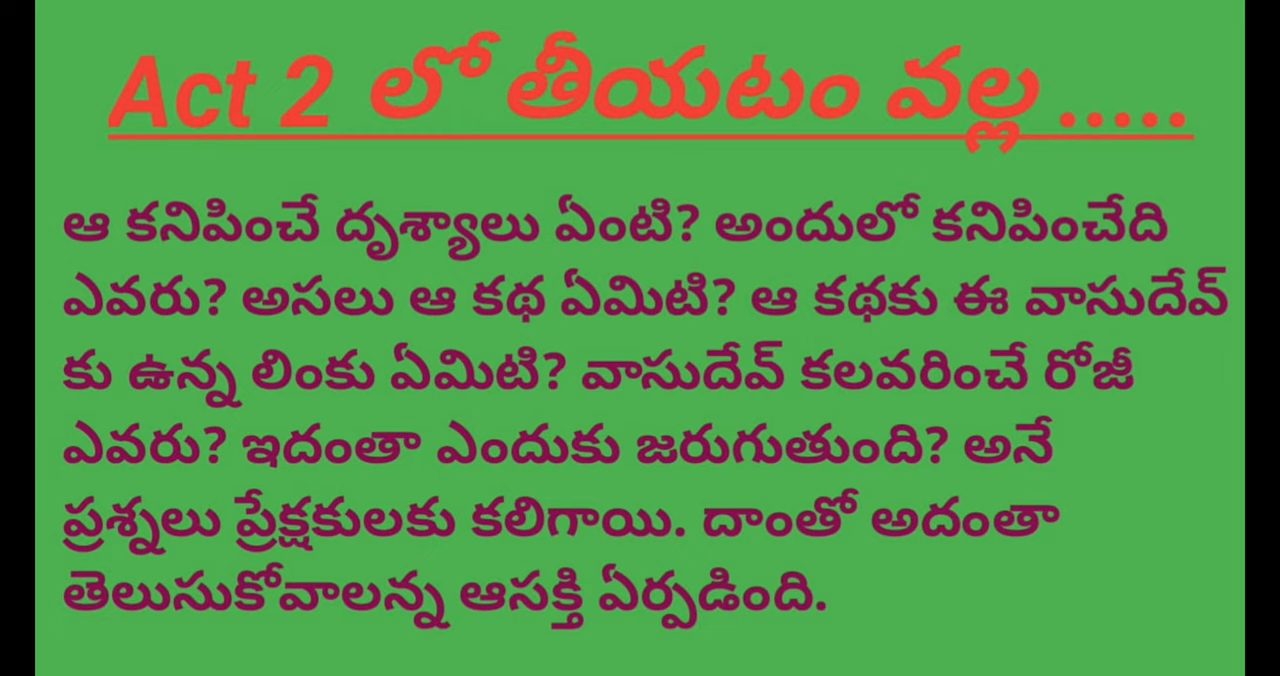 Act 2 లో తీయటం వల్ల .....
ఆ కనిపించే దృశ్యాలు ఏంటి? అందులో కనిపించేది
ఎవరు? అసలు ఆ కథ ఏమిటి? ఆ కథకు ఈ వాసుదేవ్
కు ఉన్న లింకు ఏమిటి? వాసుదేవ్ కలవరించే రోజీ
ఎవరు? ఇదంతా ఎందుకు జరుగుతుంది? అనే
ప్రశ్నలు ప్రేక్షకులకు కలిగాయి. దాంతో అదంతా
తెలుసుకోవాలన్న ఆసక్తి ఏర్పడింది.